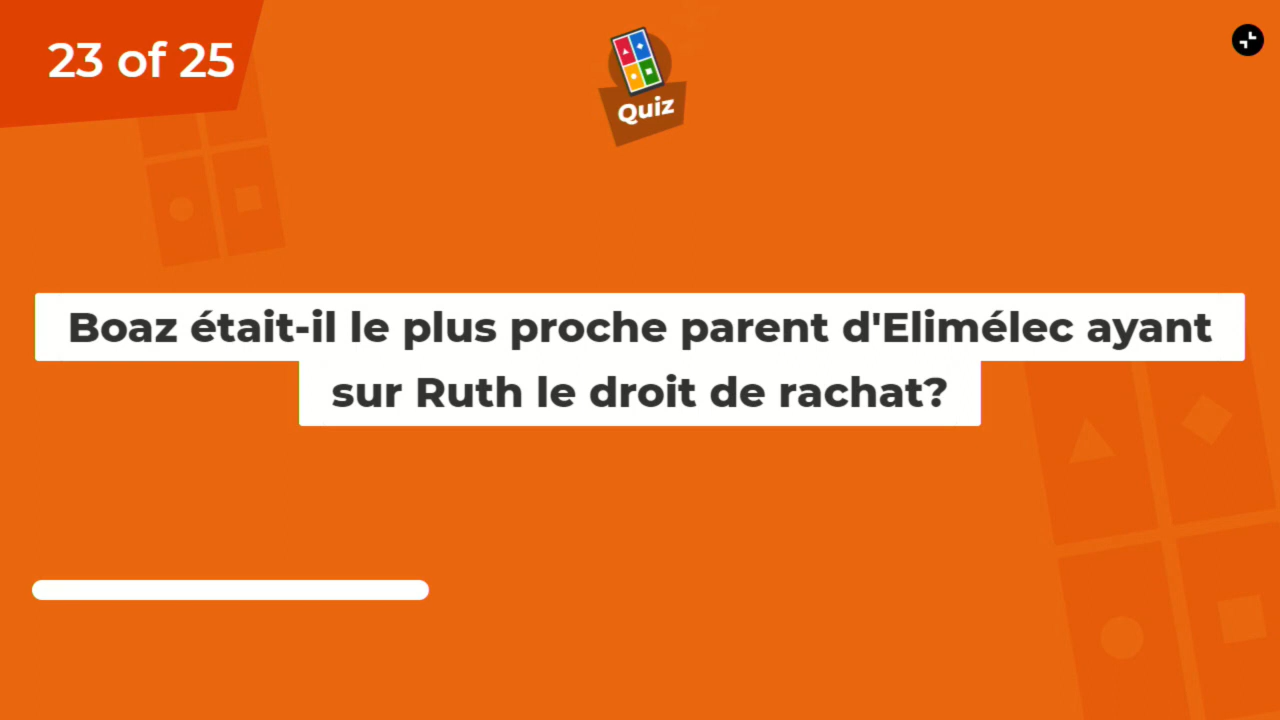 23 of 25
Quiz
Boaz était-il le plus proche parent d'Elimélec ayant
sur Ruth le droit de rachat?